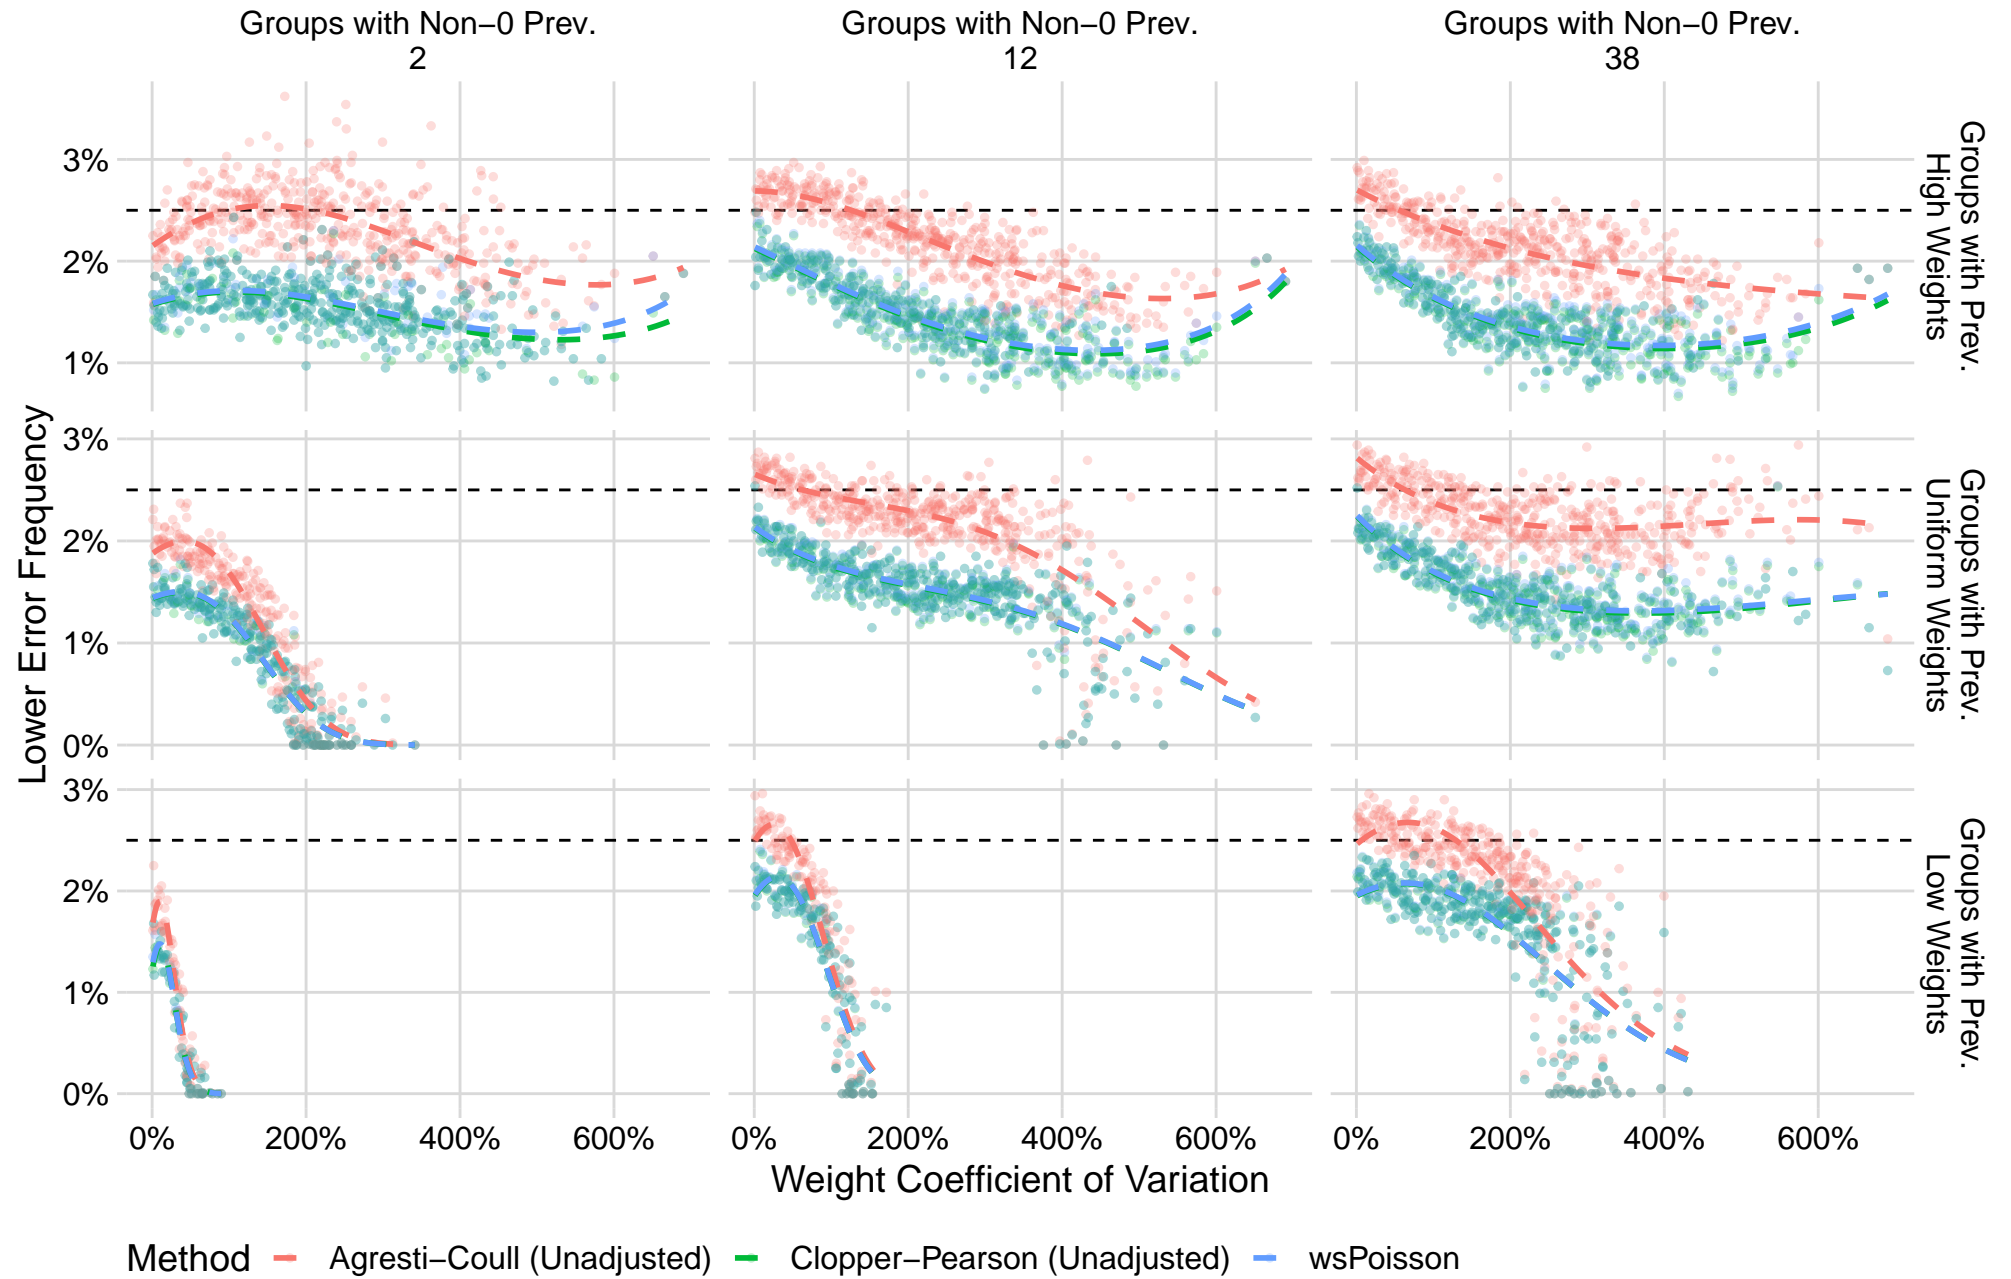 Groups with Non−0 Prev.
2
Groups with Non−0 Prev.
12
Groups with Non−0 Prev.
38
Lower Error Frequency
3%
2%
1%
Groups with Prev.
High Weights
3%
2%
1%
0%
Groups with Prev.
Uniform Weights
3%
2%
1%
0%
Groups with Prev.
Low Weights
0%
200%
400%
600%
0%
200%
400%
600%
0%
200%
400%
600%
Weight Coefficient of Variation
Method
Agresti−Coull (Unadjusted)
Clopper−Pearson (Unadjusted)
wsPoisson